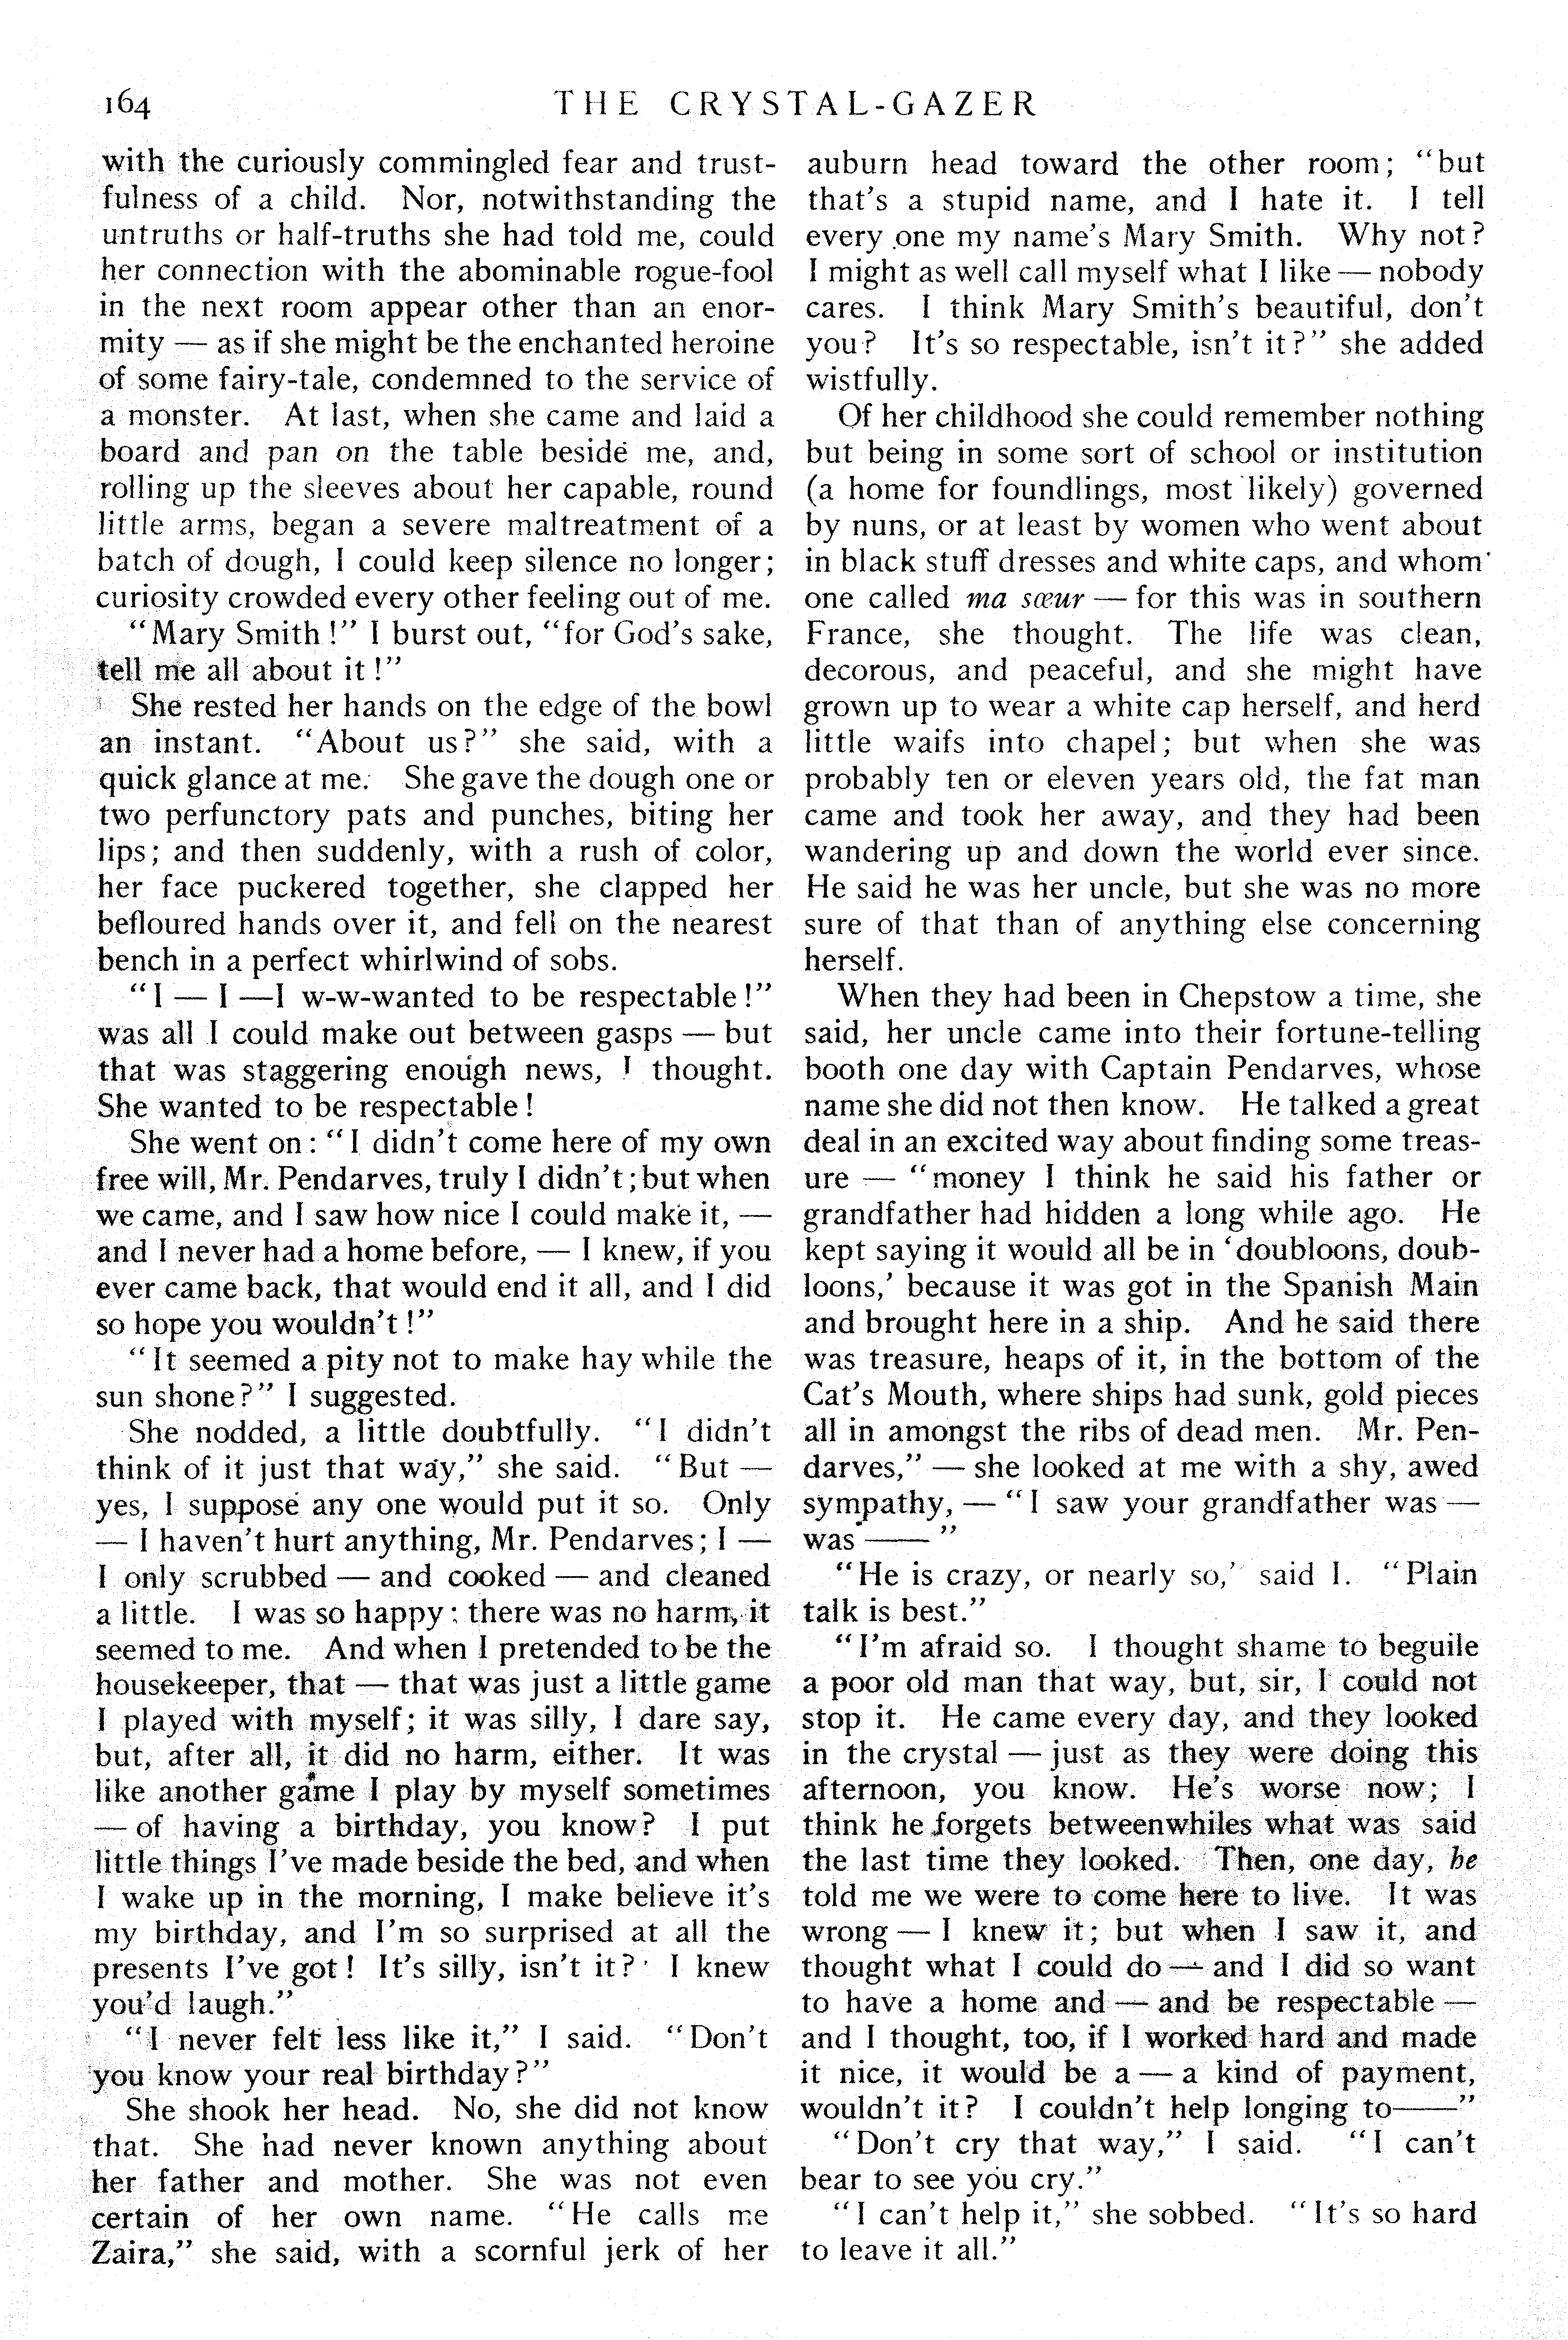 164
THE CRYSTAL-GAZER
with the curiously commingled fear and trust-
fulness of a child. Nor, notwithstanding the
untruths or half-truths she had told me, could
her connection with the abominable rogue-fool
in the next room appear other than an enor-
mity — as if she might be the enchanted heroine
of some fairy-tale, condemned to the service of
a monster. At last, when she came and laid a
board and pan on the table beside me, and,
rolling up the sleeves about her capable, round
little arms, began a severe maltreatment of a
batch of dough, I could keep silence no longer;
curiosity crowded every other feeling out of me.
"Mary Smith!" I burst out, "for God's sake,
tell me all about it!"
She rested her hands on the edge of the bowl
an instant. "About us?" she said, with a
quick glance at me. She gave the dough one or
two perfunctory pats and punches, biting her
lips; and then suddenly, with a rush of color,
her face puckered together, she clapped her
befloured hands over it, and fell on the nearest
bench in a perfect whirlwind of sobs.
"I — I —I w-w-wanted to be respectable!"
was all I could make out between gasps — but
that was staggering enough news, I thought.
She wanted to be respectable!
She went on: "I didn't come here of my own
free will, Mr. Pendarves, truly I didn't; but when
we came, and I saw how nice I could make it, —
and I never had a home before, — I knew, if you
ever came back, that would end it all, and I did
so hope you wouldn't!"
"It seemed a pity not to make hay while the
sun shone?" I suggested.
She nodded, a little doubtfully. "I didn't
think of it just that way," she said. "But —
yes, I suppose any one would put it so. Only
— I haven't hurt anything, Mr. Pendarves; I —
I only scrubbed — and cooked — and cleaned
a little. I was so happy: there was no harm, it
seemed to me. And when I pretended to be the
housekeeper, that — that was just a little game
I played with myself; it was silly, I dare say,
but, after all, it did no harm, either. It was
like another game I play by myself sometimes
— of having a birthday, you know? I put
little things I've made beside the bed, and when
I wake up in the morning, I make believe it's
my birthday, and I'm so surprised at all the
presents I've got! It's silly, isn't it? I knew
you'd laugh."
"I never felt less like it," I said. "Don't
you know your real birthday?"
She shook her head. No, she did not know
that. She had never known anything about
her father and mother. She was not even
certain of her own name. "He calls me
Zaira," she said, with a scornful jerk of her
auburn head toward the other room; "but
that's a stupid name, and I hate it. I tell
every one my name's Mary Smith. Why not?
I might as well call myself what I like — nobody
cares. I think Mary Smith's beautiful, don't
you? It's so respectable, isn't it?" she added
wistfully.
Of her childhood she could remember nothing
but being in some sort of school or institution
(a home for foundlings, most likely) governed
by nuns, or at least by women who went about
in black stuff dresses and white caps, and whom
one called ma sœur — for this was in southern
France, she thought. The life was clean,
decorous, and peaceful, and she might have
grown up to wear a white cap herself, and herd
little waifs into chapel; but when she was
probably ten or eleven years old, the fat man
came and took her away, and they had been
wandering up and down the world ever since.
He said he was her uncle, but she was no more
sure of that than of anything else concerning
herself.
When they had been in Chepstow a time, she
said, her uncle came into their fortune-telling
booth one day with Captain Pendarves, whose
name she did not then know. He talked a great
deal in an excited way about finding some treas-
ure — "money I think he said his father or
grandfather had hidden a long while ago. He
kept saying it would all be in 'doubloons, doub-
loons,' because it was got in the Spanish Main
and brought here in a ship. And he said there
was treasure, heaps of it, in the bottom of the
Cat's Mouth, where ships had sunk, gold pieces
all in amongst the ribs of dead men. Mr. Pen-
darves," — she looked at me with a shy, awed
sympathy, — "I saw your grandfather was —
was ——"
"He is crazy, or nearly so,' said I. "Plain
talk is best."
"I'm afraid so. I thought shame to beguile
a poor old man that way, but, sir, I could not
stop it. He came every day, and they looked
in the crystal — just as they were doing this
afternoon, you know. He's worse now; I
think he forgets betweenwhiles what was said
the last time they looked. Then, one day, he
told me we were to come here to live. It was
wrong — I knew it; but when I saw it, and
thought what I could do — and I did so want
to have a home and — and be respectable —
and I thought, too, if I worked hard and made
it nice, it would be a — a kind of payment,
wouldn't it? I couldn't help longing to——"
"Don't cry that way," I said. "I can't
bear to see you cry."
"I can't help it," she sobbed. "It's so hard
to leave it all."